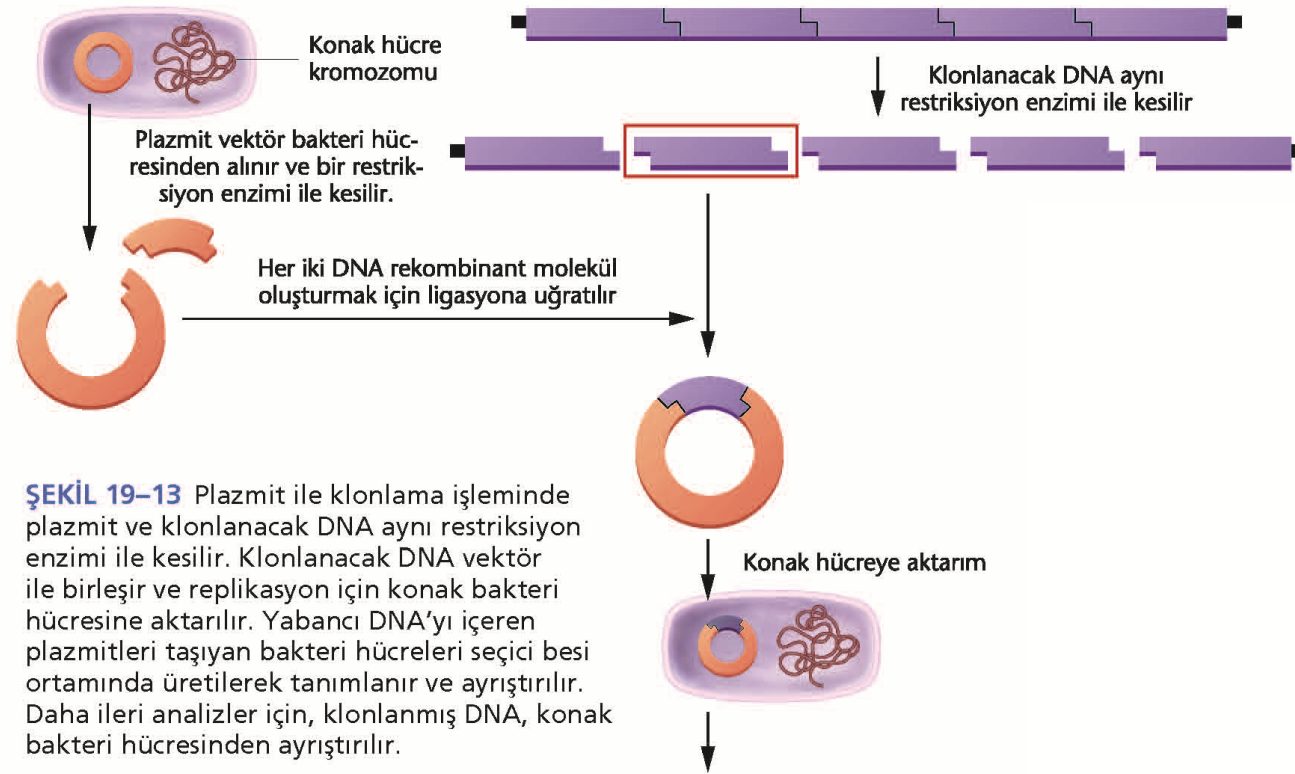 Konak hücre
kromozomu
Klonlanacak DNA aynı
restriksiyon enzimi ile kesilir
Plazmit vektör bakteri hüc-
resinden alınır ve bir restrik-
siyon enzimi ile kesilir.
Her iki DNA rekombinant molekül
oluşturmak için ligasyona uğratılır
Konak hücreye aktarım
ŞEKİL 19–13 Plazmit ile klonlama işleminde
plazmit ve klonlanacak DNA aynı restriksiyon
enzimi ile kesilir. Klonlanacak DNA vektör
ile birleşir ve replikasyon için konak bakteri
hücresine aktarılır. Yabancı DNA’yı içeren
plazmitleri taşıyan bakteri hücreleri seçici besi
ortamında üretilerek tanımlanır ve ayrıştırılır.
Daha ileri analizler için, klonlanmış DNA, konak
bakteri hücresinden ayrıştırılır.